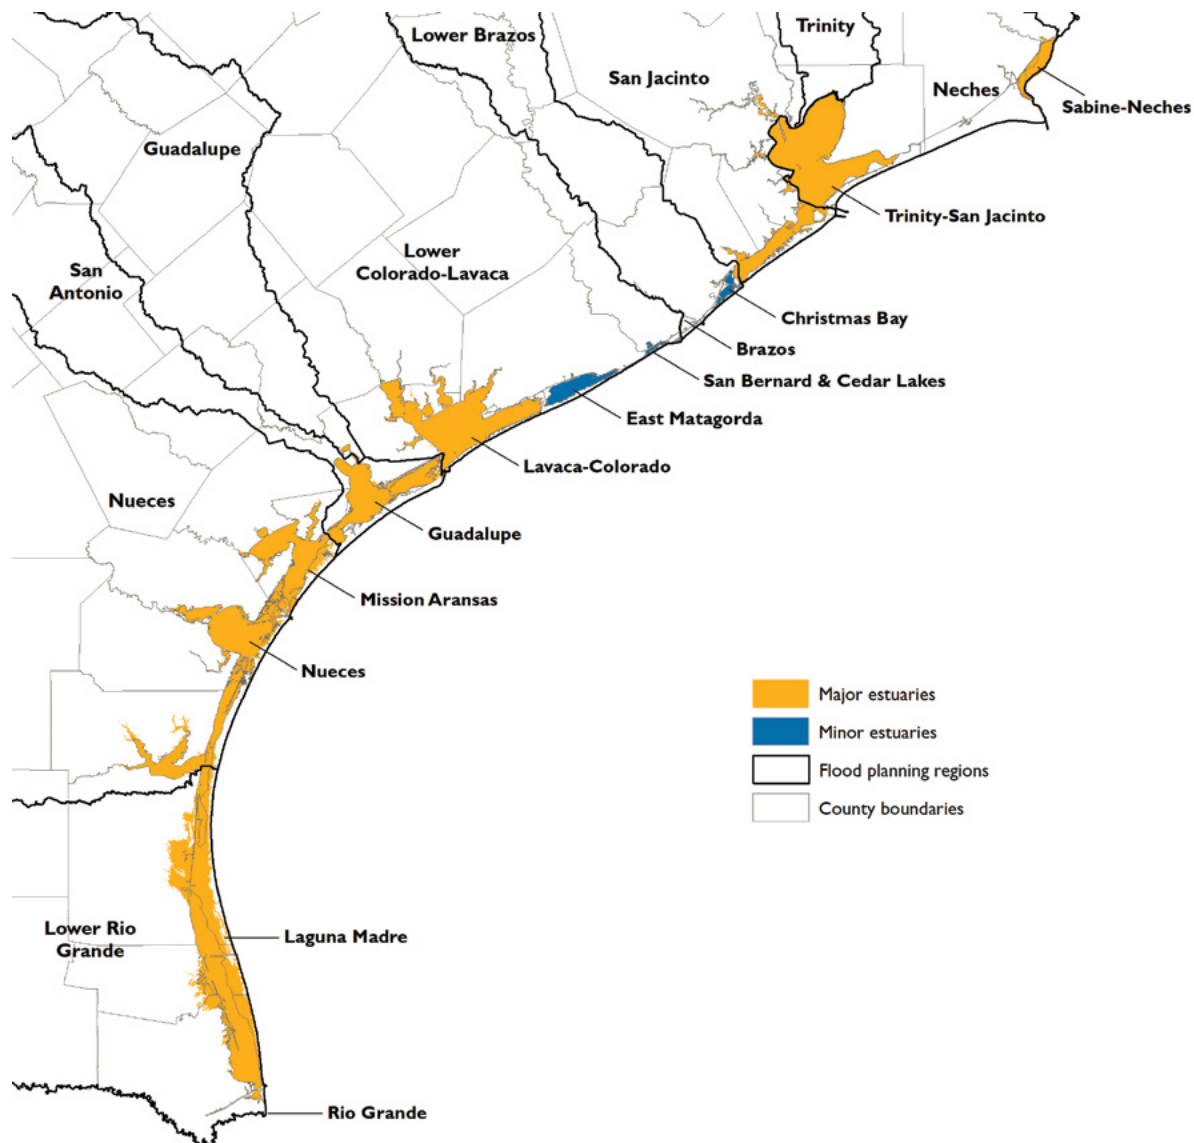 Trinity
Lower Brazos
San Jacinto
Neches
Sabine-Neches
Guadalupe
Trinity-San Jacinto
Lower
Colorado-Lavaca
San
Antonio
Christmas Bay
Brazos
San Bernard & Cedar Lakes
East Matagorda
Lavaca-Colorado
Nueces
Guadalupe
Mission Aransas
Nueces
Major estuaries
Minor estuaries
Flood planning regions
County boundaries
Lower Rio
Grande
Laguna Madre
Rio Grande